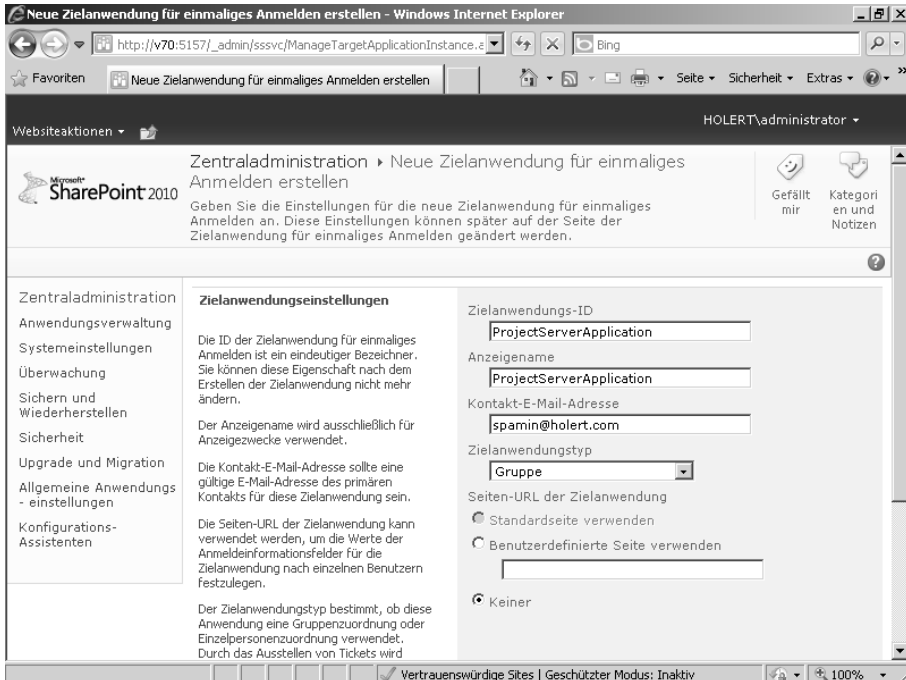 Neue Zielanwendung für einmaliges Anmelden erstellen - Windows Internet Explorer
http://v70:5157/_admin/sssvc/ManageTargetApplicationInstance.a
Bing
Favoriten
Neue Zielanwendung für einmaliges Anmelden erstellen
Seite
Sicherheit
Extras
Websiteaktionen
HOLERT\administrator
Microsoft
SharePoint 2010
Zentraladministration
Neue Zielanwendung für einmaliges
Anmelden erstellen
Geben Sie die Einstellungen für die neue Zielanwendung für einmaliges
Anmelden an. Diese Einstellungen können später auf der Seite der
Zielanwendung für einmaliges Anmelden geändert werden.
Gefällt
mir
Kategori
en und
Notizen
Zentraladministration
Anwendungsverwaltung
Systemeinstellungen
Überwachung
Sichern und
Wiederherstellen
Sicherheit
Upgrade und Migration
Allgemeine Anwendungs
- einstellungen
Konfigurations-
Assistenten
Zielanwendungseinstellungen
Die ID der Zielanwendung für einmaliges
Anmelden ist ein eindeutiger Bezeichner.
Sie können diese Eigenschaft nach dem
Erstellen der Zielanwendung nicht mehr
ändern.
Der Anzeigename wird ausschließlich für
Anzeigezwecke verwendet.
Die Kontakt-E-Mail-Adresse sollte eine
gültige E-Mail-Adresse des primären
Kontakts für diese Zielanwendung sein.
Die Seiten-URL der Zielanwendung kann
verwendet werden, um die Werte der
Anmeldeinformationsfelder für die
Zielanwendung nach einzelnen Benutzern
festzulegen.
Der Zielanwendungstyp bestimmt, ob diese
Anwendung eine Gruppenzuordnung oder
Einzelpersonenzuordnung verwendet.
Durch das Ausstellen von Tickets wird
Zielanwendungs-ID
ProjectServerApplication
Anzeigename
ProjectServerApplication
Kontakt-E-Mail-Adresse
spamin@holert.com
Zielanwendungstyp
Gruppe
Seiten-URL der Zielanwendung
Standardseite verwenden
Benutzerdefinierte Seite verwenden
Keiner
Vertrauenswürdige Sites | Geschützter Modus: Inaktiv
100%